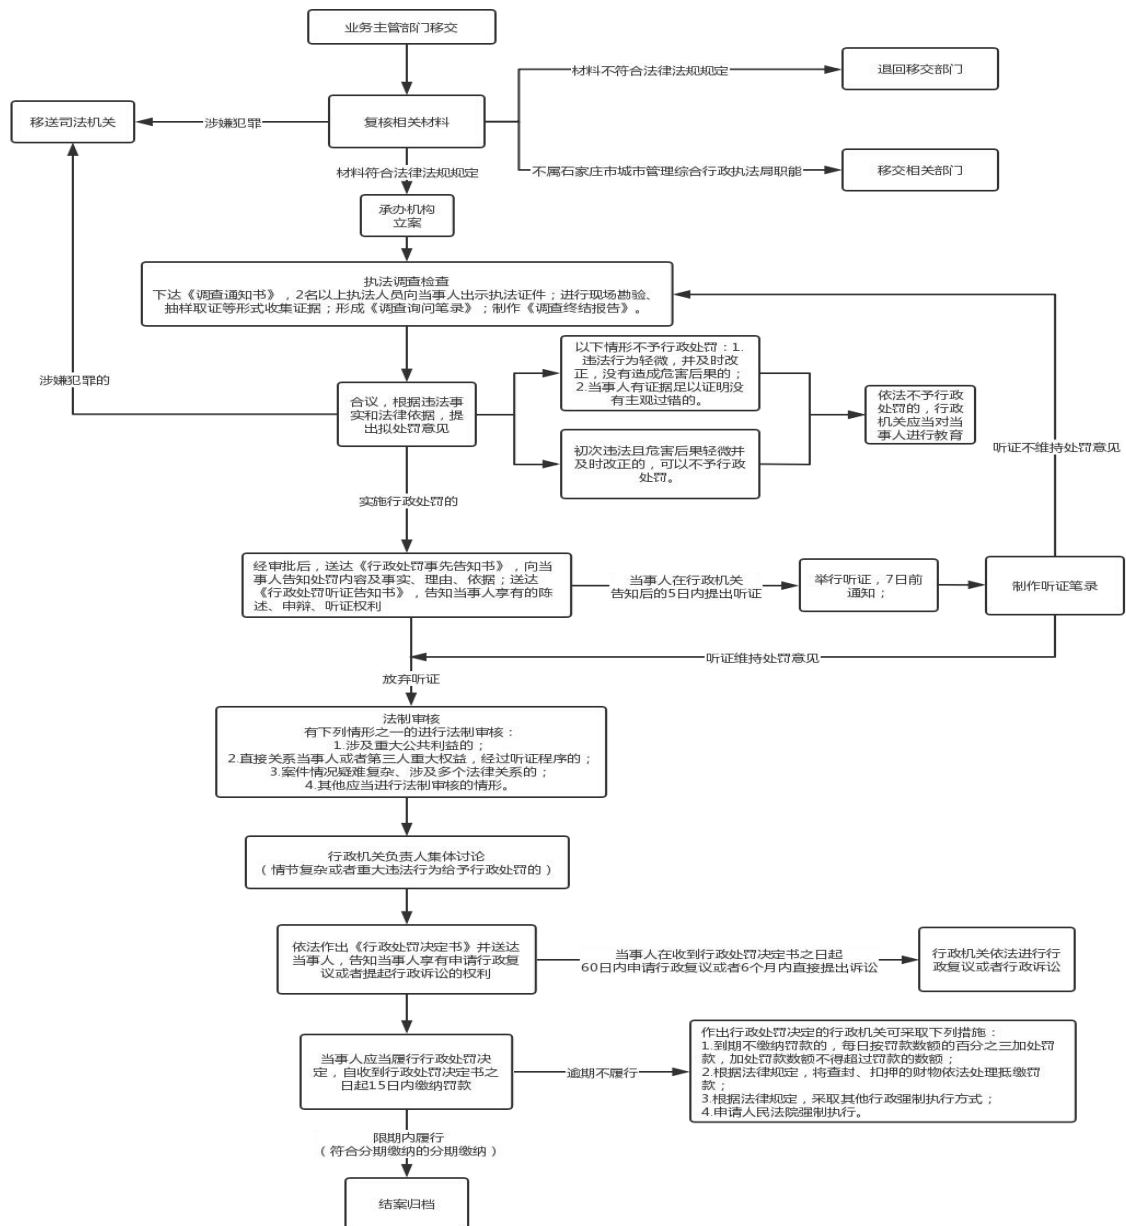 业务主管部门移交
材料不符合法律法规规定
退回移交部门
移送司法机关
涉嫌犯罪
复核相关材料
材料符合法律法规规定
不属石家庄市城市管理综合行政执法局职能
移交相关部门
承办机构
立案
执法调查检查
下达《调查通知书》，2名以上执法人员向当事人出示执法证件；进行现场勘验、
抽样取证等形式收集证据；形成《调查询问笔录》；制作《调查终结报告》。
涉嫌犯罪的
合议，根据违法事
实和法律依据，提
出拟处罚意见
以下情形不予行政处罚：1.
违法行为轻微，并及时改
正，没有造成危害后果的；
2.当事人有证据足以证明没
有主观过错的。
初次违法且危害后果轻微并
及时改正的，可以不予行政
处罚。
依法不予行政
处罚的，行政
机关应当对当
事人进行教育
听证不维持处罚意见
实施行政处罚的
经审批后，送达《行政处罚事先告知书》，向当
事人告知处罚内容及事实、理由、依据；送达
《行政处罚听证告知书》，告知当事人享有的陈
述、申辩、听证权利
当事人在行政机关
告知后的5日内提出听证
举行听证，7日前
通知；
制作听证笔录
听证维持处罚意见
放弃听证
法制审核
有下列情形之一的进行法制审核：
1.涉及重大公共利益的；
2.直接关系当事人或者第三人重大权益，经过听证程序的；
3.案件情况疑难复杂、涉及多个法律关系的；
4.其他应当进行法制审核的情形。
行政机关负责人集体讨论
（情节复杂或者重大违法行为给予行政处罚的）
依法作出《行政处罚决定书》并送达
当事人，告知当事人享有申请行政复
议或者提起行政诉讼的权利
当事人在收到行政处罚决定书之日起
60日内申请行政复议或者6个月内直接提出诉讼
行政机关依法进行行
政复议或者行政诉讼
当事人应当履行行政处罚决
定，自收到行政处罚决定书之
日起15日内缴纳罚款
逾期不履行
作出行政处罚决定的行政机关可采取下列措施：
1.到期不缴纳罚款的，每日按罚款数额的百分之三加处罚
款，加处罚款数额不得超过罚款的数额；
2.根据法律规定，将查封、扣押的财物依法处理抵缴罚
款；
3.根据法律规定，采取其他行政强制执行方式；
4.申请人民法院强制执行。
限期内履行
（符合分期缴纳的分期缴纳）
结案归档